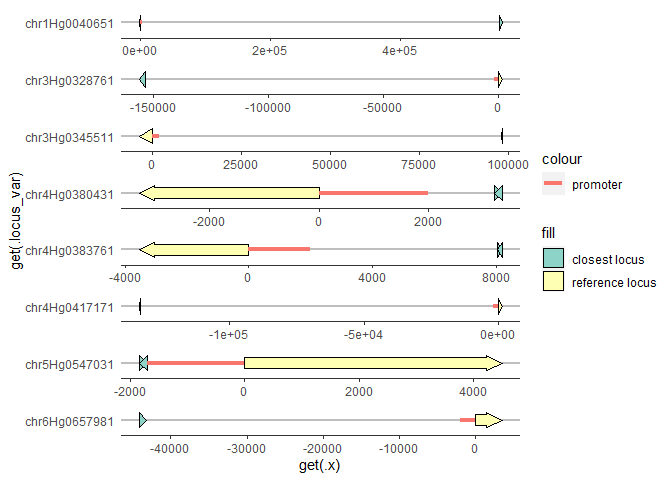 chr1Hg0040651
0e+00 2e+05 4e+05
chr3Hg0328761
-150000 -100000 -50000 0
chr3Hg0345511
0 25000 50000 75000 100000
chr4Hg0380431
-2000 0 2000
chr4Hg0383761
-4000 0 4000 8000
chr4Hg0417171
-1e+05 -5e+04 0e+00
chr5Hg0547031
-2000 0 2000 4000
chr6Hg0657981
-40000 -30000 -20000 -10000 0
get(.x)
get(.locus_var)
colour
promoter
fill
closest locus
reference locus